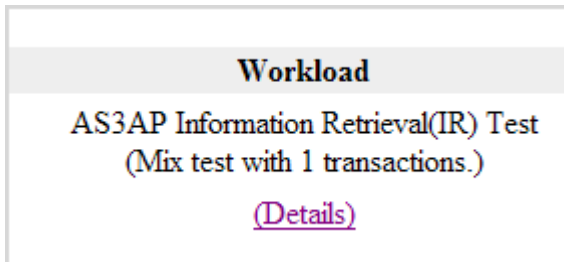 Workload
AS3AP Information Retrieval(IR) Test
(Mix test with 1 transactions.)
(Details)